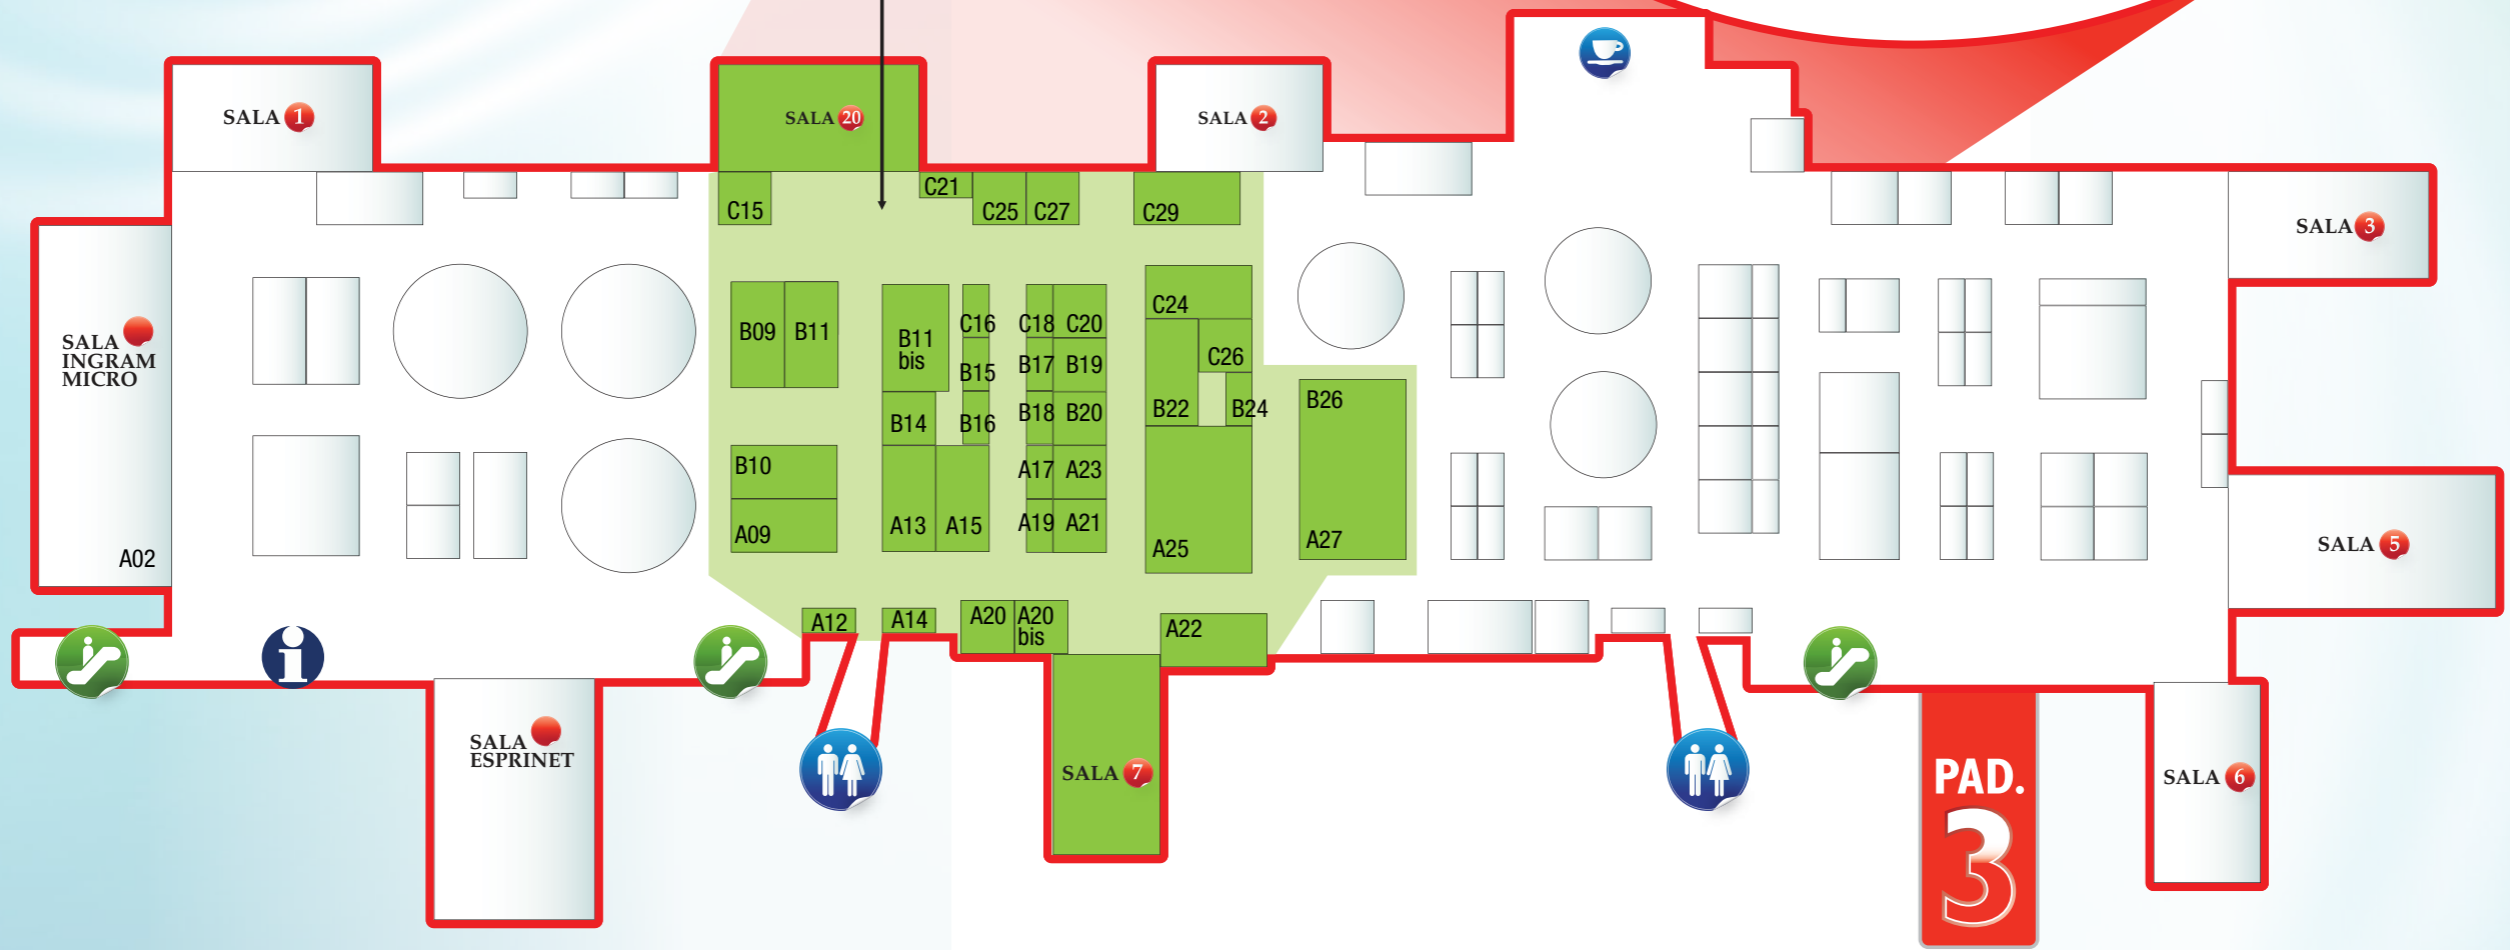 SALA 1
SALA 20
SALA 2
C15
C21
C25
C27
C29
SALA 3
SALA
INGRAM
MICRO
A02
B09
B11
B11
bis
C16
C18
C20
C24
B15
B17
B19
C26
B14
B16
B18
B20
B22
B24
B26
B10
A09
A13
A15
A17
A23
A19
A21
A25
A27
SALA 5
A12
A14
A20
A20
bis
A22
i
SALA
ESPRINET
SALA 7
PAD.
3
SALA 6